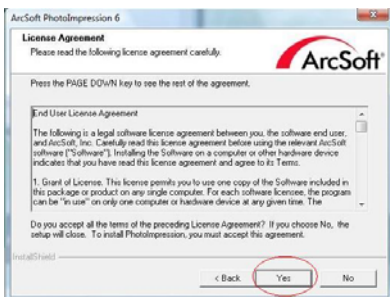 ArcSoft PhotoImpression 6
License Agreement
Please read the following license agreement carefully.
ArcSoft
Press the PAGE DOWN key to see the rest of the agreement.
End User License Agreement
The following is a legal software license agreement between you, the software end user,
and ArcSoft, Inc. Carefully read this license agreement before using the relevant ArcSoft
software ("Software"). Installing the Software on a computer or other hardware device
indicates that you have read this license agreement and agree to its Terms.
1. Grant of License. This license permits you to use one copy of the Software included in
this package or product on any single computer. For each software licensee, the program
can be "in use" on only one computer or hardware device at any given time. The
Do you accept all the terms of the preceding License Agreement? If you choose No, the
setup will close. To install PhotoImpression, you must accept this agreement.
InstallShield
< Back
Yes
No